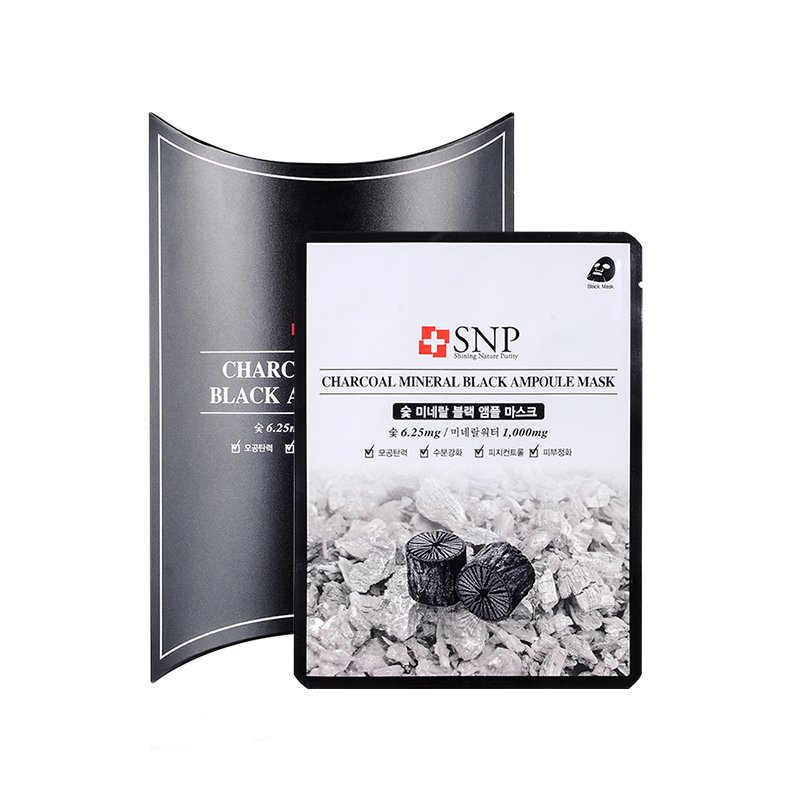 CHARC
BLACK A
숯 6.25m
모공탄력
Black Mask
SNP
Shining Nature Purity
CHARCOAL MINERAL BLACK AMPOULE MASK
숯 미네랄 블랙 앰플 마스크
숯 6.25mg / 미네랄워터 1,000mg
모공탄력 수분강화 피지컨트롤 피부정화